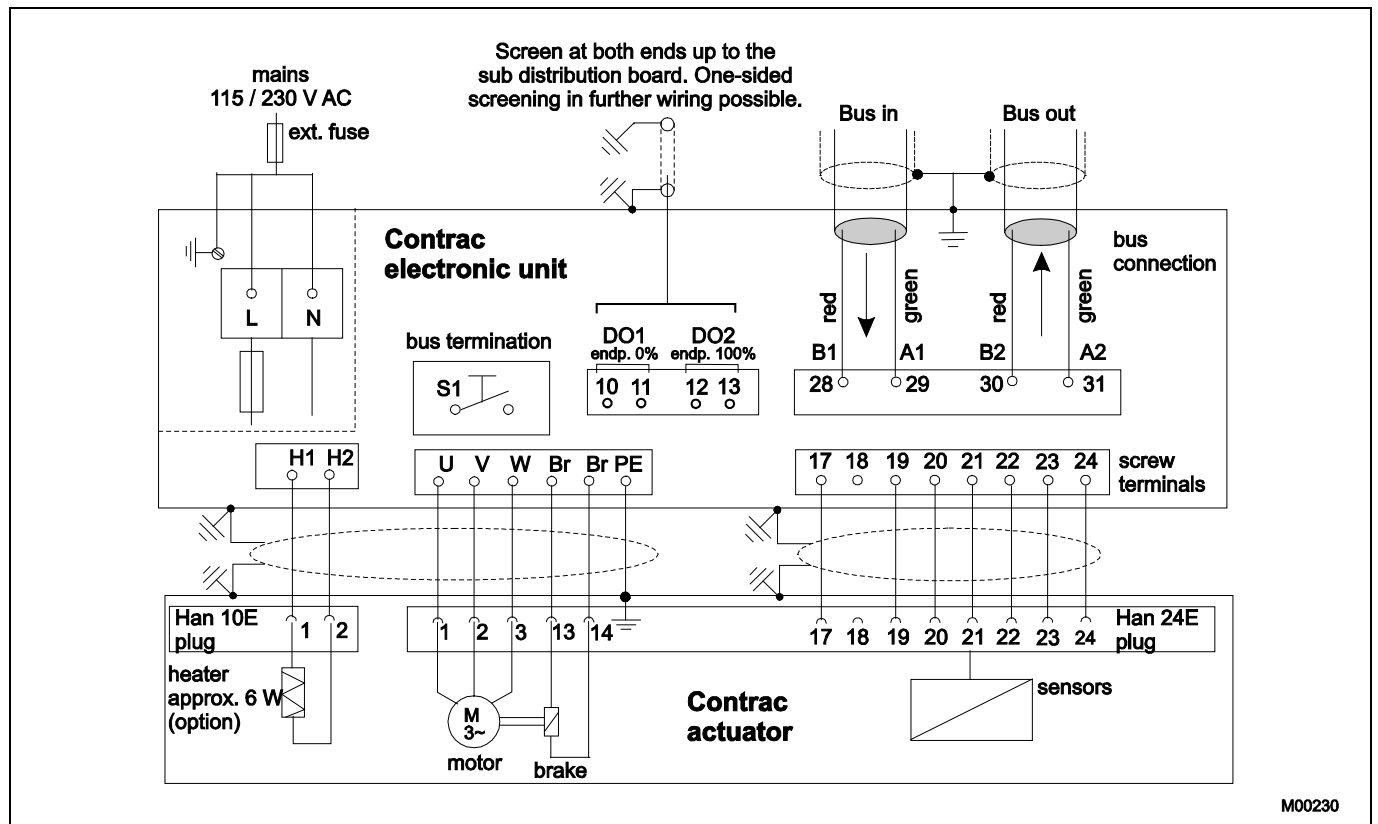 Screen at both ends up to the
sub distribution board. One-sided
screening in further wiring possible.
mains
115 / 230 V AC
ext. fuse
Bus in
Bus out
Contrac
electronic unit
bus
connection
red
green
red
green
L
N
bus termination
S1
DO1
endp. 0%
DO2
endp. 100%
10 11 12 13
B1 A1 B2 A2
28 29 30 31
H1 H2
U V W Br Br PE
17 18 19 20 21 22 23 24
screw
terminals
Han 10E
plug
1 2
1 2 3 13 14
17 18 19 20 21 22 23 24
Han 24E
plug
heater
approx. 6 W
(option)
M
3~
motor
brake
Contrac
actuator
sensors
M00230